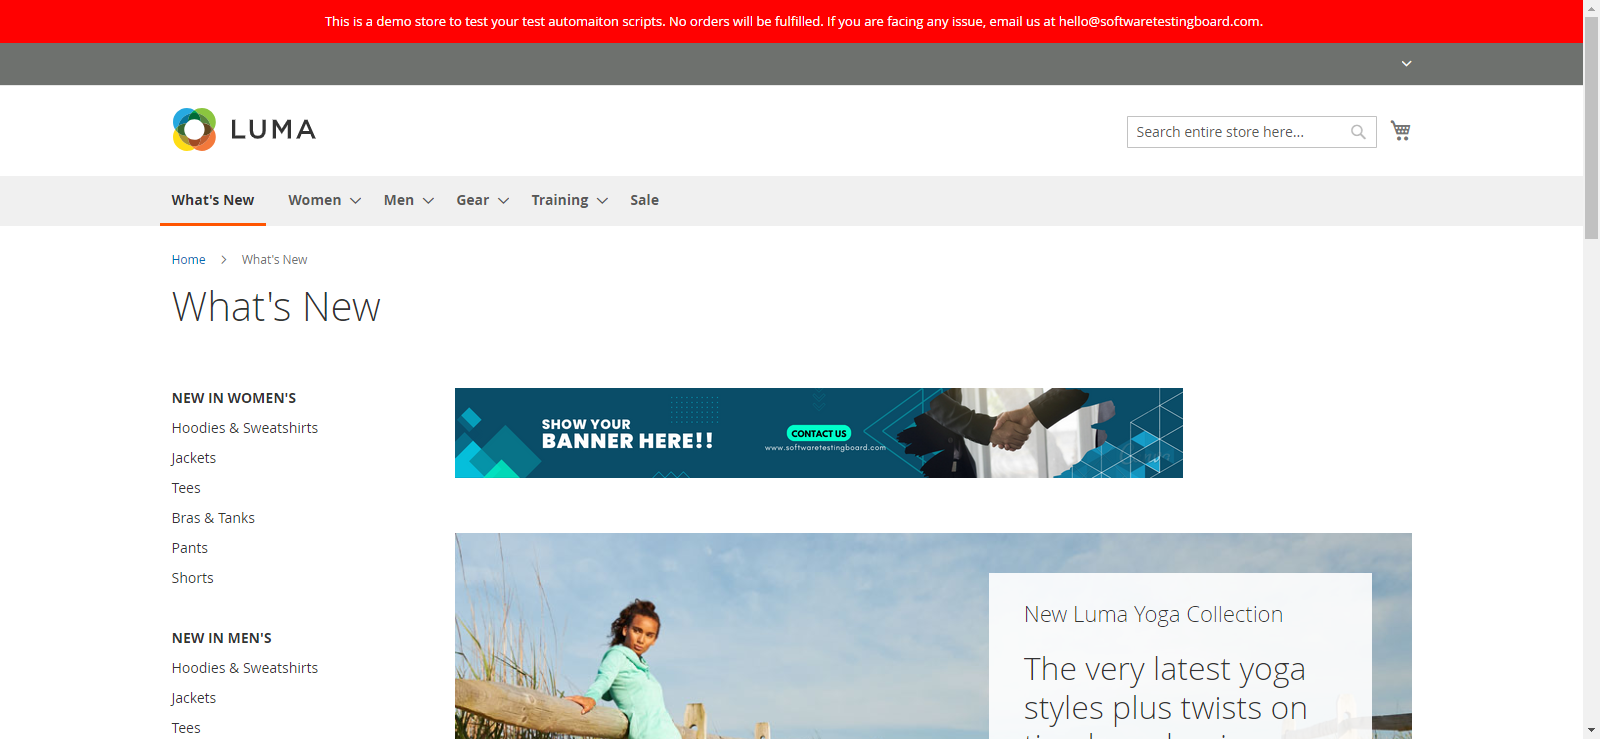 This is a demo store to test your test automaiton scripts. No orders will be fulfilled. If you are facing any issue, email us at hello@softwaretestingboard.com.
LUMA
Search entire store here...
What's New Women Men Gear Training Sale
Home What's New
What's New
NEW IN WOMEN'S
Hoodies & Sweatshirts
Jackets
Tees
Bras & Tanks
Pants
Shorts
NEW IN MEN'S
Hoodies & Sweatshirts
Jackets
Tees
SHOW YOUR
BANNER HERE!!
CONTACT US
www.softwaretestingboard.com
New Luma Yoga Collection
The very latest yoga
styles plus twists on